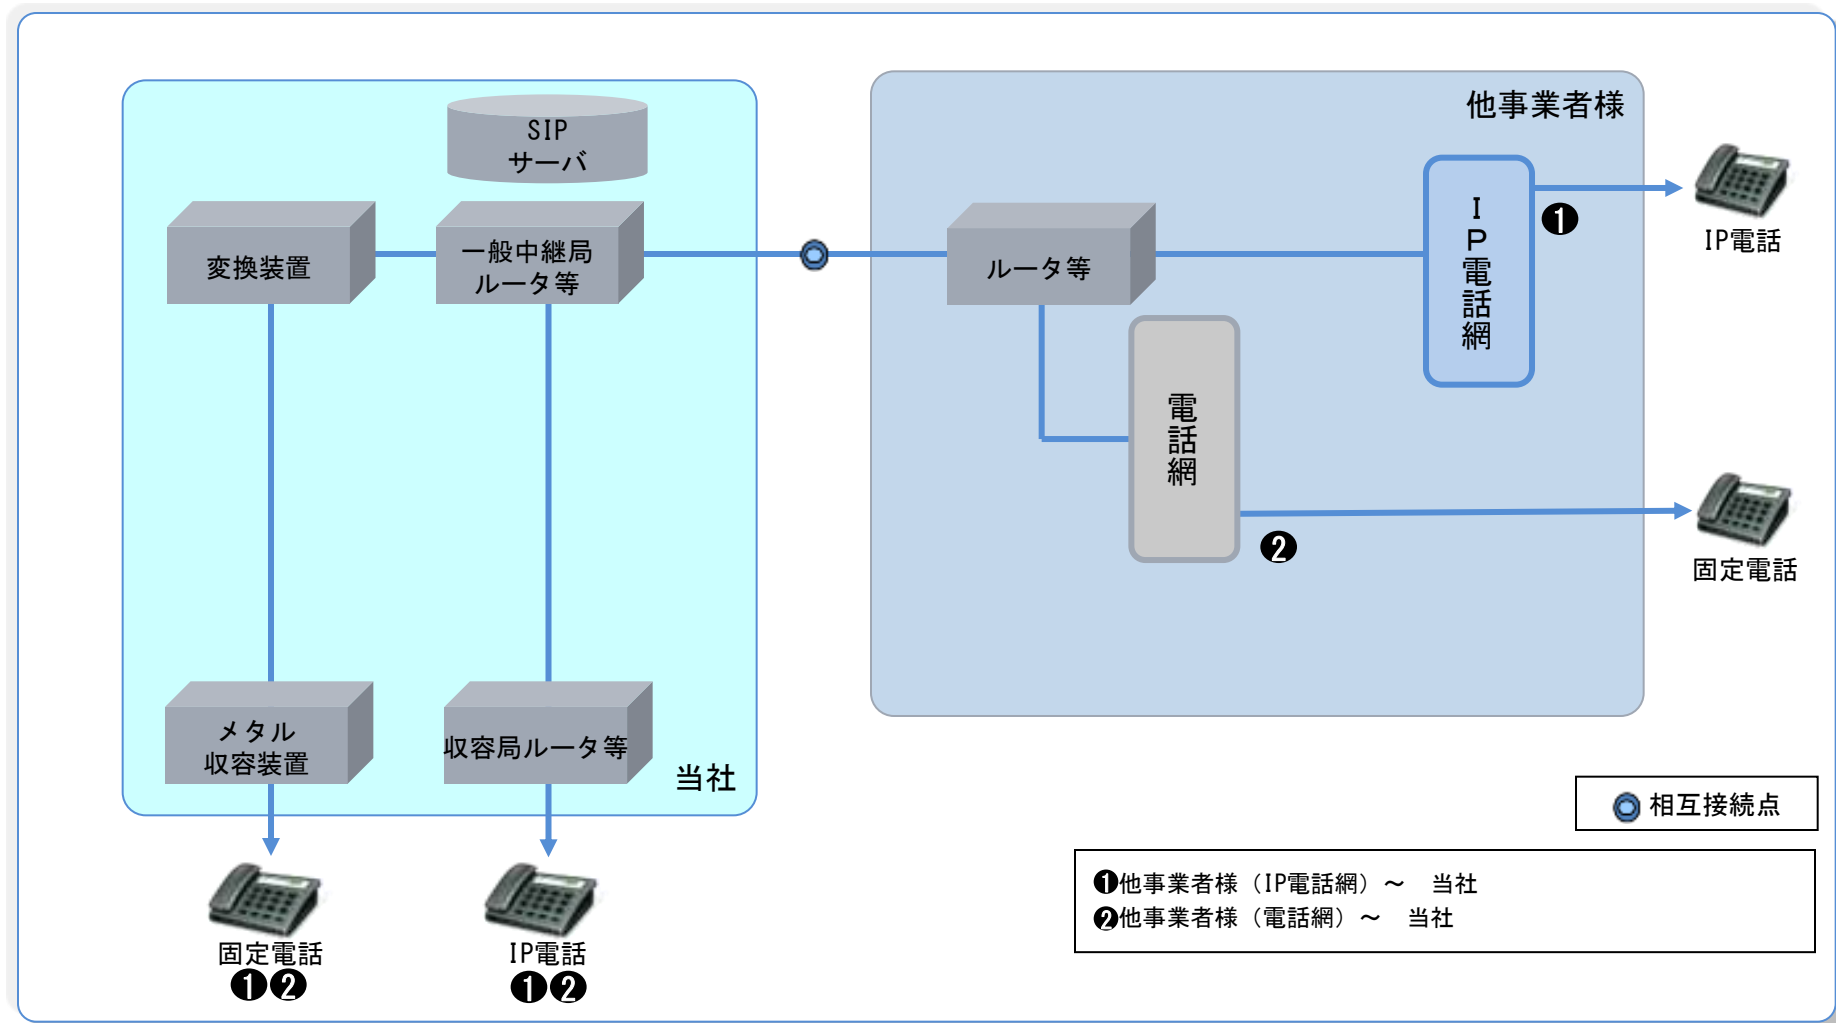 SIP
サーバ
変換装置
一般中継局
ルータ等
メタル
収容装置
収容局ルータ等
当社
固定電話
❶❷
IP電話
❶❷
他事業者様
ルータ等
IP電話網
❶
IP電話
電話網
❷
固定電話
相互接続点
❶他事業者様（IP電話網）～　当社
❷他事業者様（電話網）～　当社